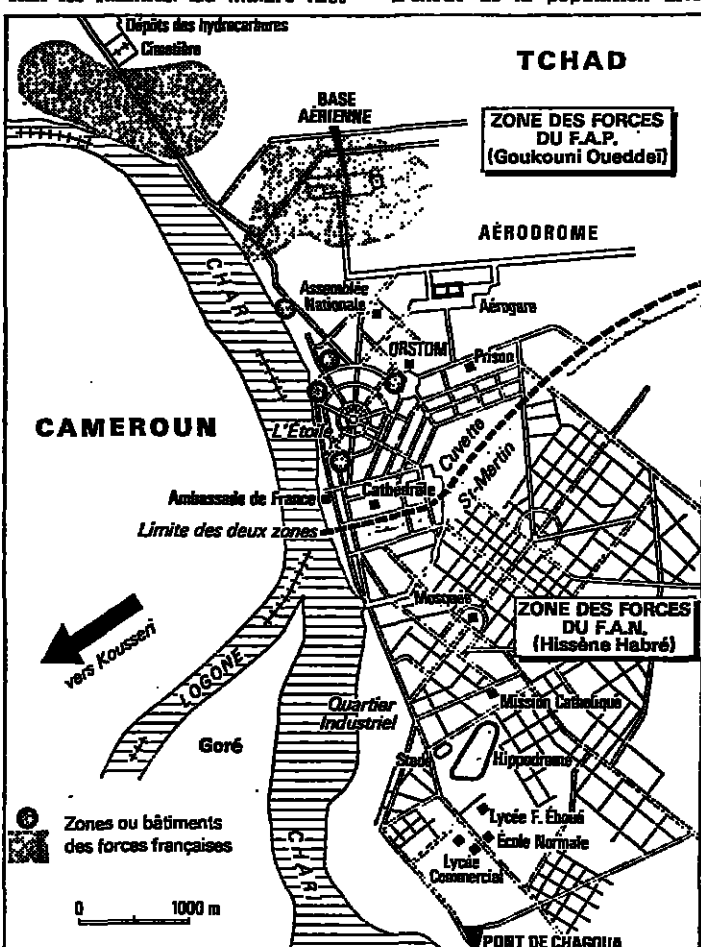 Dépôts des hydrocarbures
Cimetière
TCHAD
BASE
AÉRIENNE
ZONE DES FORCES
DU F.A.P.
(Goukouni Oueddeï)
AÉRODROME
CHARI
Assemblée
Nationale
Aérogare
ORSTOM
Prison
CAMEROUN
L'Étoile
Cuvette
St-Martin
Ambassade de France
Cathédrale
Limite des deux zones
Mosquée
ZONE DES FORCES
DU F.A.N.
(Hissène Habré)
vers Kousseri
LOGONE
Mission Catholique
Quartier
Industriel
Goré
Stade
Hippodrome
Zones ou bâtiments
des forces françaises
Lycée F. Éboué
École Normale
Lycée
Commercial
CHARI
0 1000 m
PONT DE CHAGOUA